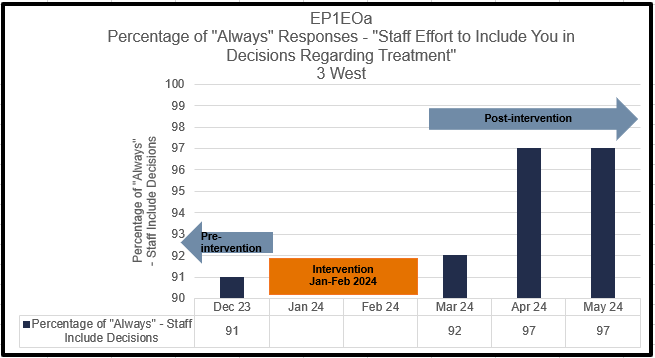 EP1EOa
Percentage of "Always" Responses - "Staff Effort to Include You in
Decisions Regarding Treatment"
3 West
Percentage of "Always"
- Staff Include Decisions
100
99
98
97
96
95
94
93
92
91
90
Post-intervention
Pre-
intervention
Intervention
Jan-Feb 2024
Dec 23 Jan 24 Feb 24 Mar 24 Apr 24 May 24
Percentage of "Always" - Staff
Include Decisions
91 92 97 97